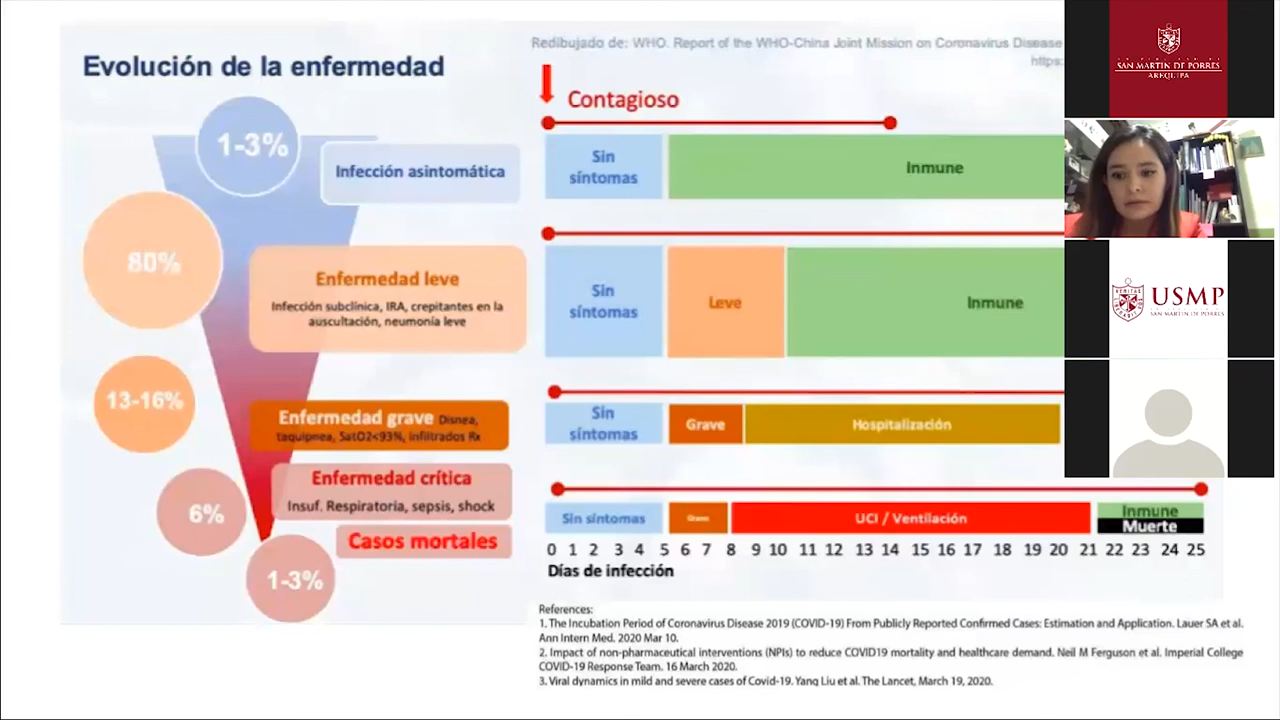 Evolución de la enfermedad
1-3%
Infección asintomática
80%
Enfermedad leve
Infección subclínica, IRA, crepitantes en la
auscultación, neumonía leve
13-16%
Enfermedad grave Disnea,
taquipnea, SatO2<93%, infiltrados Rx
6%
Enfermedad crítica
Insuf. Respiratoria, sepsis, shock
Casos mortales
1-3%
Redibujado de: WHO. Report of the WHO-China Joint Mission on Coronavirus Disease
https:
Contagioso
Sin
síntomas
Inmune
Sin
síntomas
Leve
Inmune
Sin
síntomas
Grave
Hospitalización
Sin síntomas
Grave
UCI / Ventilación
Inmune
Muerte
0 1 2 3 4 5 6 7 8 9 10 11 12 13 14 15 16 17 18 19 20 21 22 23 24 25
Días de infección
References:
1. The Incubation Period of Coronavirus Disease 2019 (COVID-19) From Publicly Reported Confirmed Cases: Estimation and Application. Lauer SA et al.
Ann Intern Med. 2020 Mar 10.
2. Impact of non-pharmaceutical interventions (NPIs) to reduce COVID19 mortality and healthcare demand. Neil M Ferguson et al. Imperial College
COVID-19 Response Team. 16 March 2020.
3. Viral dynamics in mild and severe cases of Covid-19. Yang Liu et al. The Lancet, March 19, 2020.
SAN MARTIN DE PORRES
AREQUIPA
USMP
SAN MARTIN DE PORRES